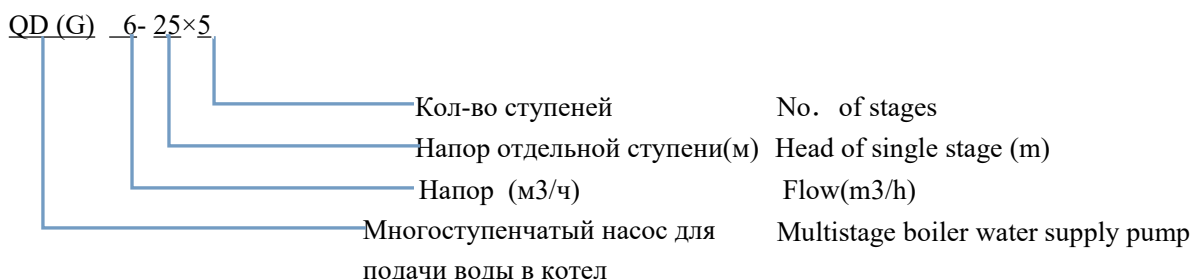 QD (G) 6- 25×5
Кол-во ступеней No. of stages
Напор отдельной ступени(м) Head of single stage (m)
Напор (м3/ч) Flow(m3/h)
Многоступенчатый насос для Multistage boiler water supply pump
подачи воды в котел